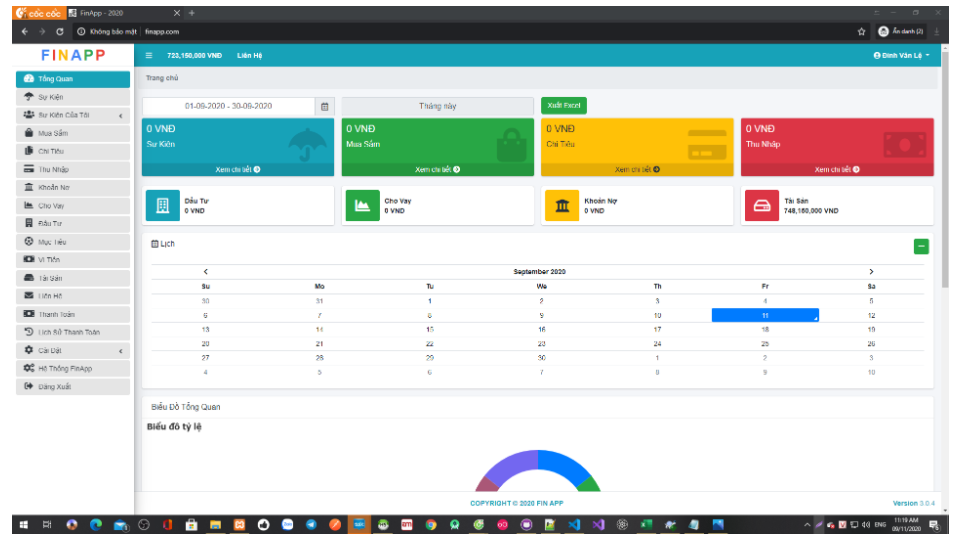 cốc cốc FinApp - 2020
Không bảo mật finapp.com Ẩn danh (2)
FINAPP 723,150,000 VNĐ Liên Hệ Đinh Văn Lệ
Tổng Quan
Sự Kiện
Sự Kiện Của Tôi
Mua Sắm
Chi Tiêu
Thu Nhập
Khoản Nợ
Cho Vay
Đầu Tư
Mục Tiêu
Ví Tiền
Tài Sản
Liên Hệ
Thanh Toán
Lịch Sử Thanh Toán
Cài Đặt
Hệ Thống FinApp
Đăng Xuất
Trang chủ
01-09-2020 - 30-09-2020 Tháng này Xuất Excel
0 VNĐ 0 VNĐ 0 VNĐ 0 VNĐ
Sự Kiện Mua Sắm Chi Tiêu Thu Nhập
Xem chi tiết Xem chi tiết Xem chi tiết Xem chi tiết
Đầu Tư Cho Vay Khoản Nợ Tài Sản
0 VND 0 VND 0 VND 748,150,000 VND
Lịch
September 2020
Su Mo Tu We Th Fr Sa
30 31 1 2 3 4 5
6 7 8 9 10 11 12
13 14 15 16 17 18 19
20 21 22 23 24 25 26
27 28 29 30 1 2 3
4 5 6 7 8 9 10
Biểu Đồ Tổng Quan
Biểu đồ tỷ lệ
COPYRIGHT © 2020 FIN APP Version 3.0.4
ENG 11:19 AM
09/11/2020